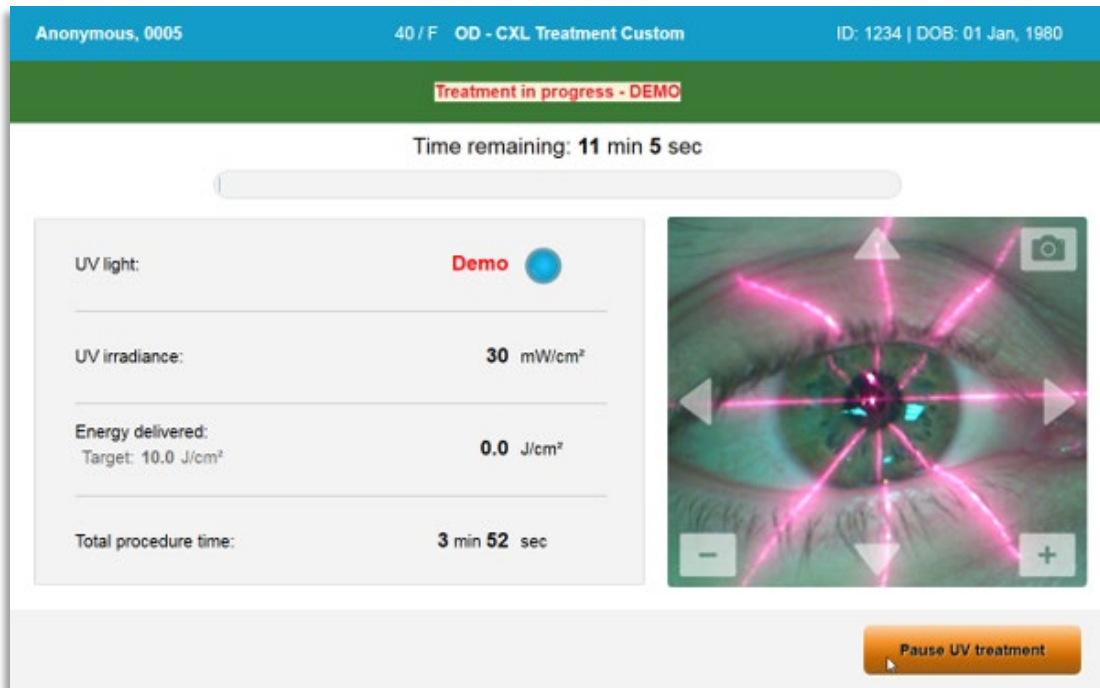 Anonymous, 0005 40 / F OD - CXL Treatment Custom ID: 1234 | DOB: 01 Jan, 1980
Treatment in progress - DEMO
Time remaining: 11 min 5 sec
UV light: Demo
UV irradiance: 30 mW/cm²
Energy delivered:
Target: 10.0 J/cm²
0.0 J/cm²
Total procedure time: 3 min 52 sec
− +
Pause UV treatment